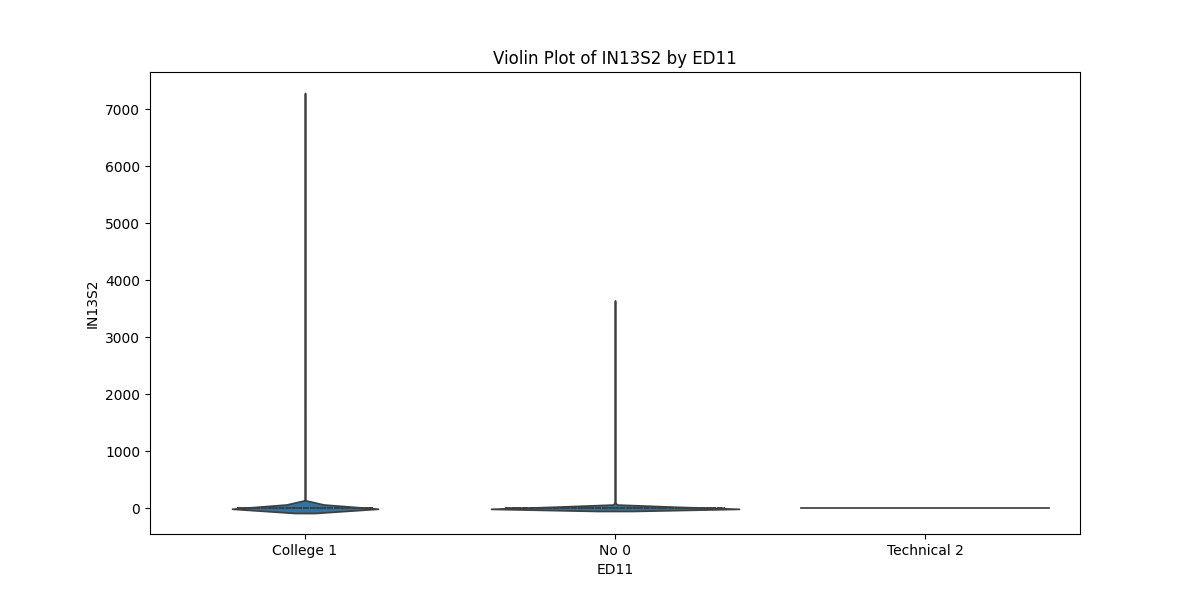 Violin Plot of IN13S2 by ED11
7000
6000
5000
4000
3000
2000
1000
0
IN13S2
College 1
No 0
Technical 2
ED11